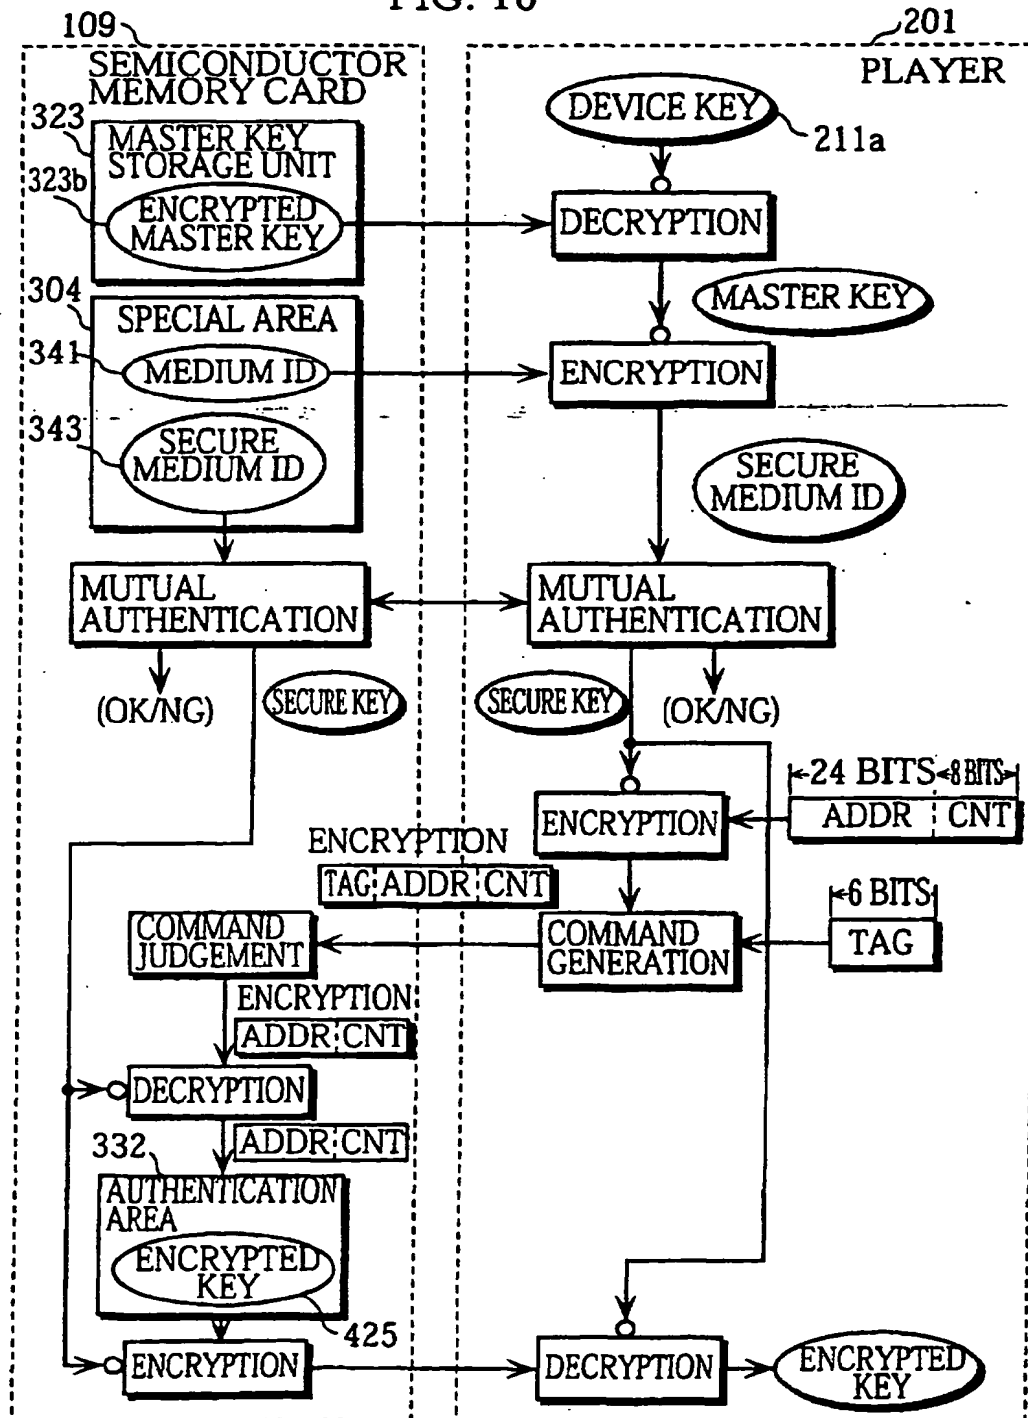 109
201
SEMICONDUCTOR
MEMORY CARD
PLAYER
323
MASTER KEY
STORAGE UNIT
DEVICE KEY
211a
323b
ENCRYPTED
MASTER KEY
DECRYPTION
304
SPECIAL AREA
MASTER KEY
341
MEDIUM ID
ENCRYPTION
343
SECURE
MEDIUM ID
SECURE
MEDIUM ID
MUTUAL
AUTHENTICATION
MUTUAL
AUTHENTICATION
(OK/NG)
SECURE KEY
SECURE KEY
(OK/NG)
24 BITS
8 BITS
ENCRYPTION
ADDR CNT
ENCRYPTION
TAG ADDR CNT
6 BITS
COMMAND
JUDGEMENT
COMMAND
GENERATION
TAG
ENCRYPTION
ADDR CNT
DECRYPTION
332
ADDR CNT
AUTHENTICATION
AREA
ENCRYPTED
KEY
425
ENCRYPTION
DECRYPTION
ENCRYPTED
KEY